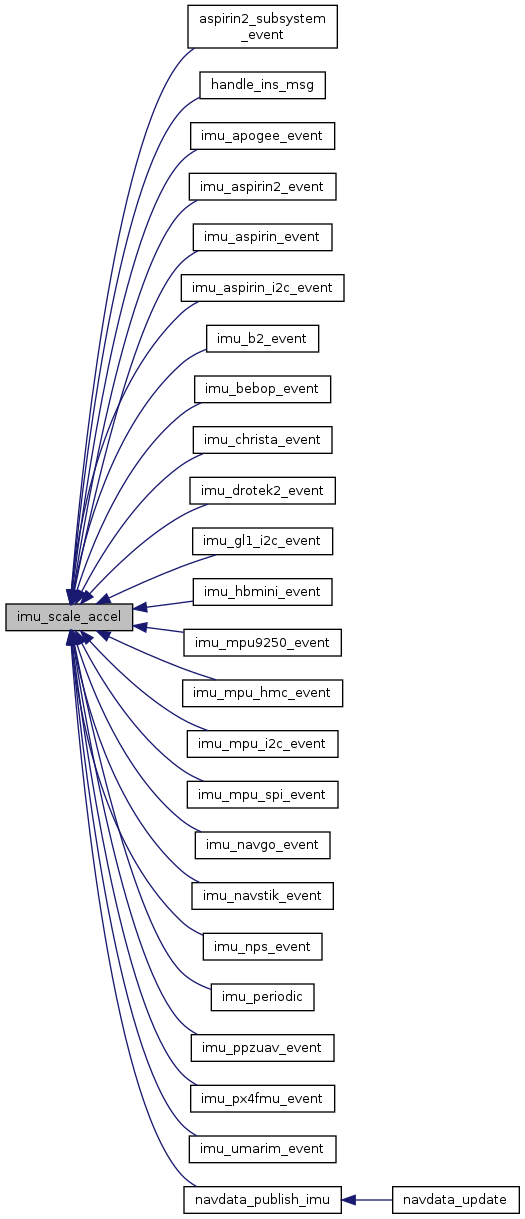 aspirin2_subsystem
_event
handle_ins_msg
imu_apogee_event
imu_aspirin2_event
imu_aspirin_event
imu_aspirin_i2c_event
imu_b2_event
imu_bebop_event
imu_christa_event
imu_drotek2_event
imu_gl1_i2c_event
imu_hbmini_event
imu_scale_accel
imu_mpu9250_event
imu_mpu_hmc_event
imu_mpu_i2c_event
imu_mpu_spi_event
imu_navgo_event
imu_navstik_event
imu_nps_event
imu_periodic
imu_ppzuav_event
imu_px4fmu_event
imu_umarim_event
navdata_publish_imu
navdata_update